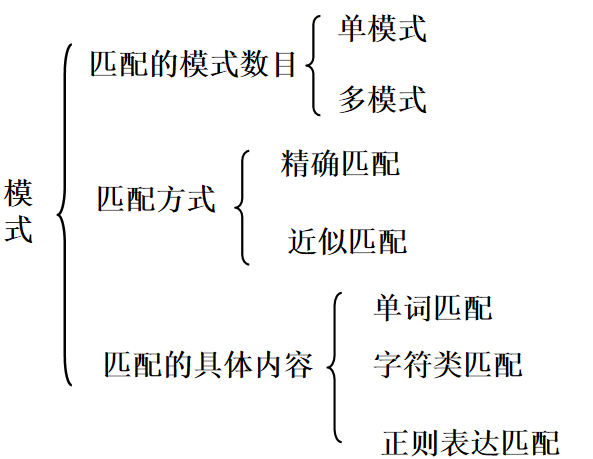 模式
匹配的模式数目
单模式
多模式
匹配方式
精确匹配
近似匹配
匹配的具体内容
单词匹配
字符类匹配
正则表达匹配